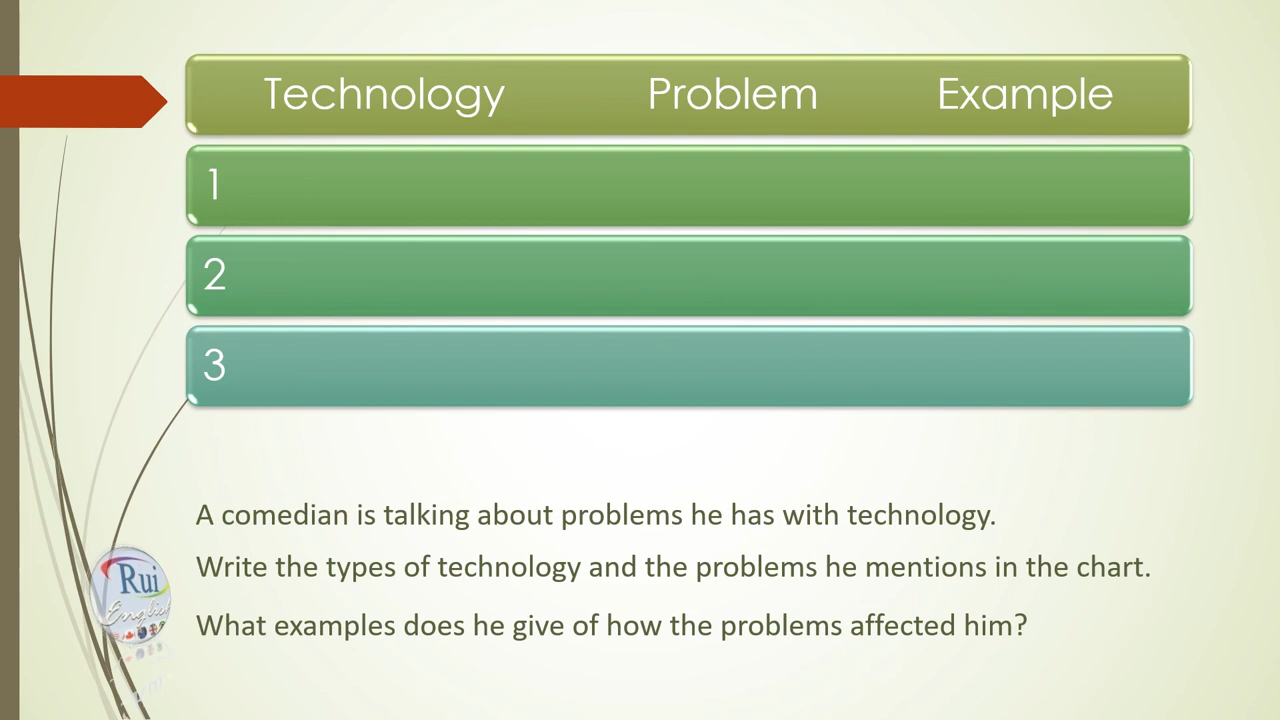 Technology Problem Example
1
2
3
A comedian is talking about problems he has with technology.
Write the types of technology and the problems he mentions in the chart.
What examples does he give of how the problems affected him?
Rui
English